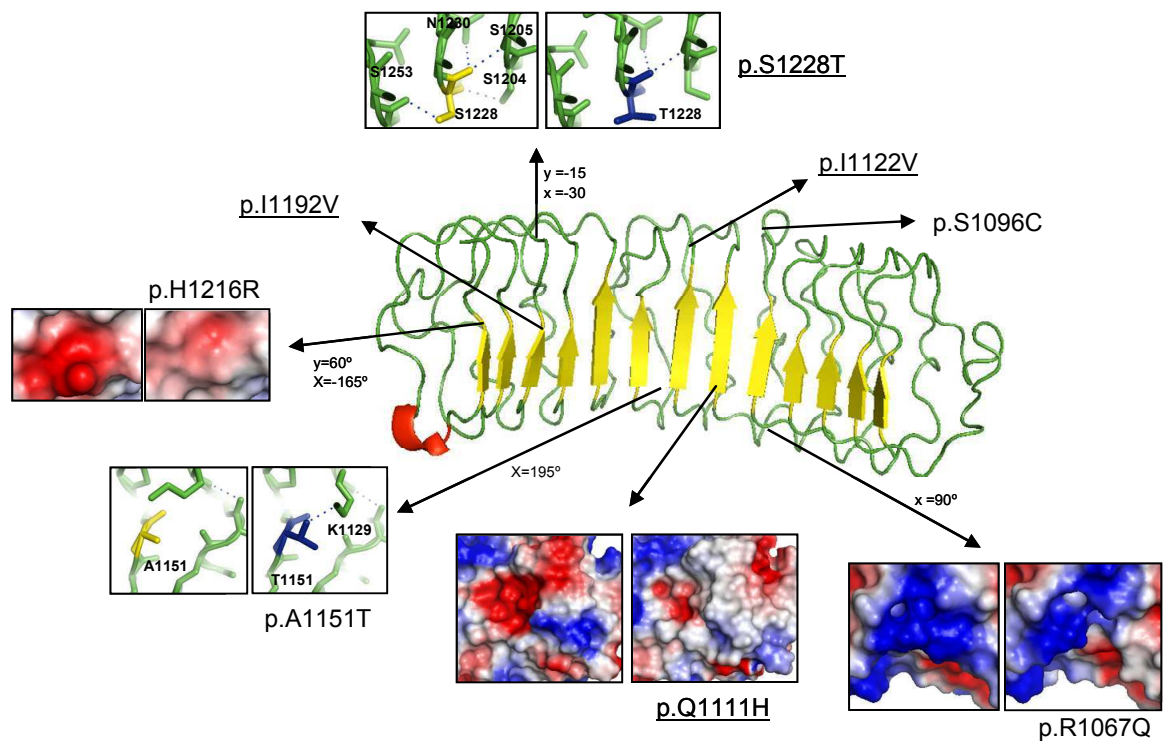 N1230
S1205
S1253
S1204
S1228
T1228
p.S1228T
y =-15
x =-30
p.I1122V
p.I1192V
p.S1096C
p.H1216R
y=60º
X=-165º
X=195º
x =90º
A1151
T1151
K1129
p.A1151T
p.Q1111H
p.R1067Q